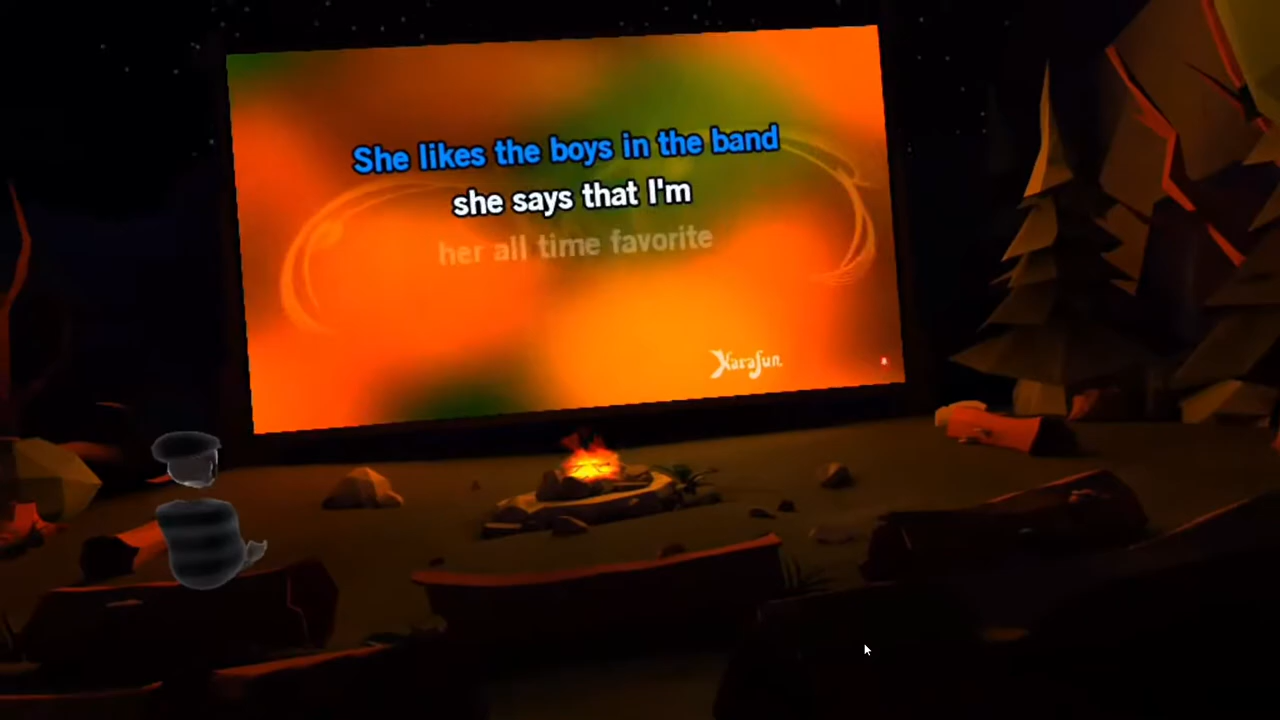 She likes the boys in the band
she says that I'm
her all time favorite
KaraFun